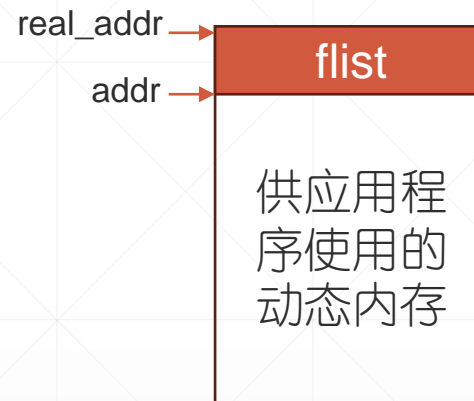 real_addr
flist
addr
供应用程
序使用的
动态内存